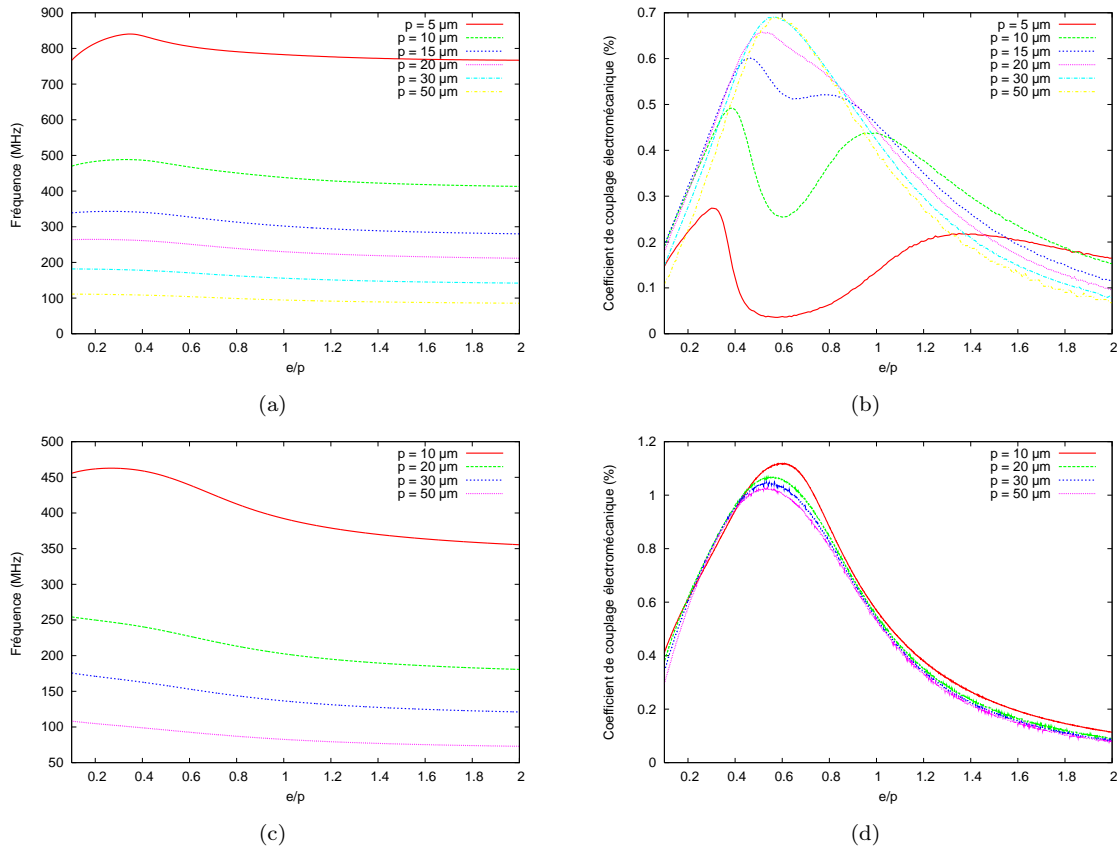 900
800
700
600
500
400
300
200
100
0
0.2 0.4 0.6 0.8 1 1.2 1.4 1.6 1.8 2
Fréquence (MHz)
e/p
p = 5 µm
p = 10 µm
p = 15 µm
p = 20 µm
p = 30 µm
p = 50 µm
(a)
0.7
0.6
0.5
0.4
0.3
0.2
0.1
0
0.2 0.4 0.6 0.8 1 1.2 1.4 1.6 1.8 2
Coefficient de couplage électromécanique (%)
e/p
p = 5 µm
p = 10 µm
p = 15 µm
p = 20 µm
p = 30 µm
p = 50 µm
(b)
500
450
400
350
300
250
200
150
100
50
0.2 0.4 0.6 0.8 1 1.2 1.4 1.6 1.8 2
Fréquence (MHz)
e/p
p = 10 µm
p = 20 µm
p = 30 µm
p = 50 µm
(c)
1.2
1
0.8
0.6
0.4
0.2
0
0.2 0.4 0.6 0.8 1 1.2 1.4 1.6 1.8 2
Coefficient de couplage électromécanique (%)
e/p
p = 10 µm
p = 20 µm
p = 30 µm
p = 50 µm
(d)